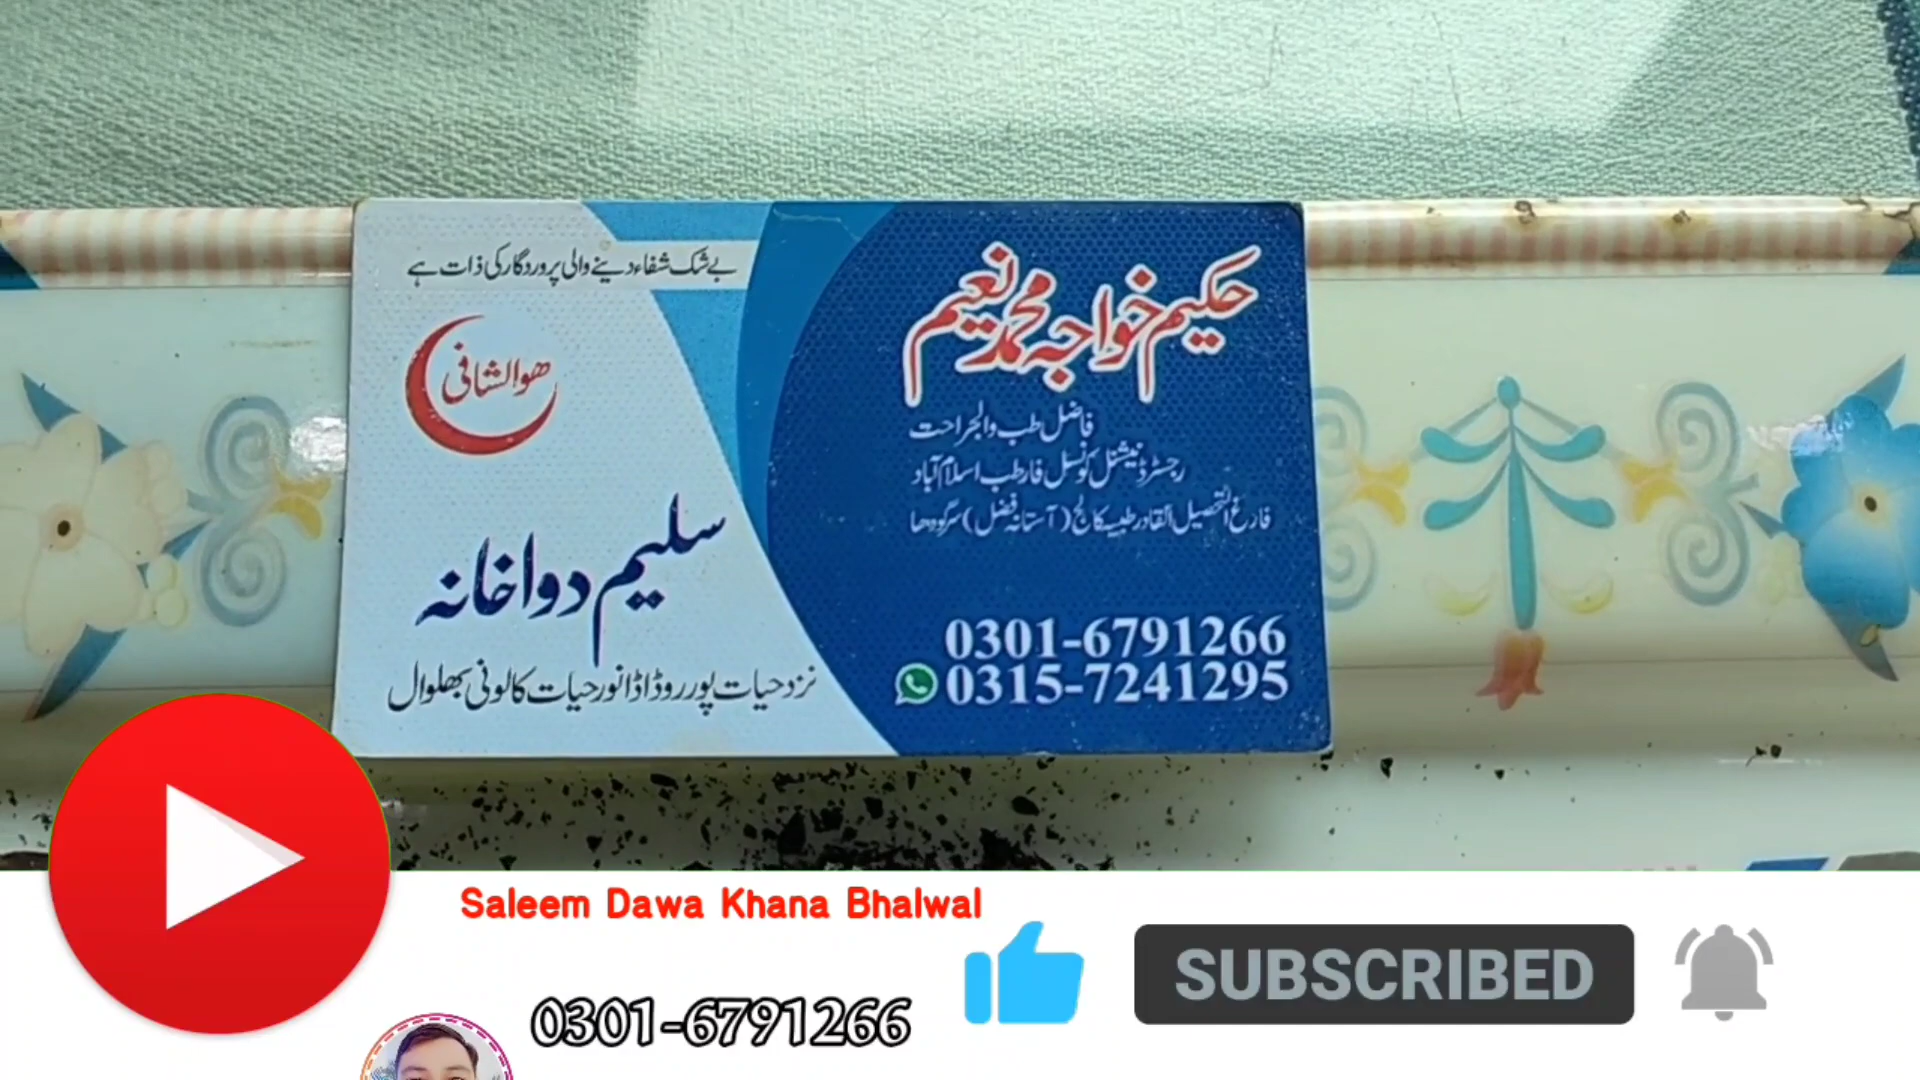 بے شک شفاء دینے والی پروردگار کی ذات ہے
ھوالشافی
سلیم دواخانہ
نزد حیات پور روڈ اڈا نور حیات کالونی بھلوال
حکیم خواجہ محمد نعیم
فاضل طب والجراحت
رجسٹرڈ نیشنل کونسل فار طب اسلام آباد
فارغ التحصیل القادر طبیہ کالج (آستانہ فضل) سرگودھا
0301-6791266
0315-7241295
Saleem Dawa Khana Bhalwal
0301-6791266
SUBSCRIBED